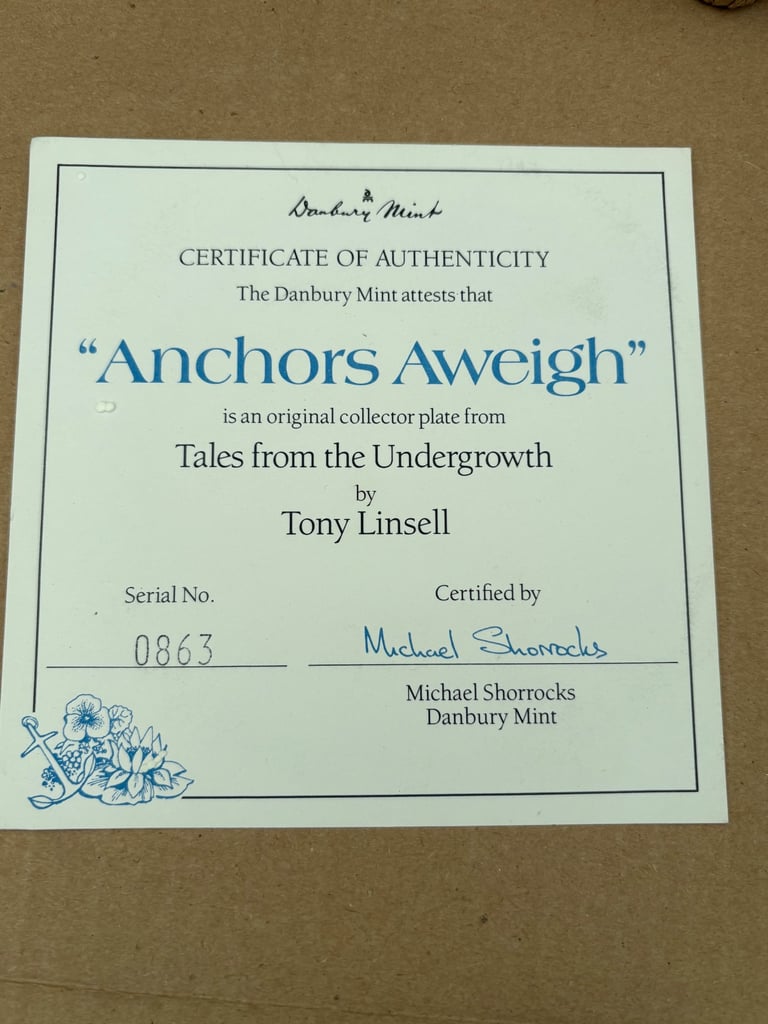 Danbury Mint
CERTIFICATE OF AUTHENTICITY
The Danbury Mint attests that
“Anchors Aweigh”
is an original collector plate from
Tales from the Undergrowth
by
Tony Linsell
Serial No.
0863
Certified by
Michael Shorrocks
Michael Shorrocks
Danbury Mint